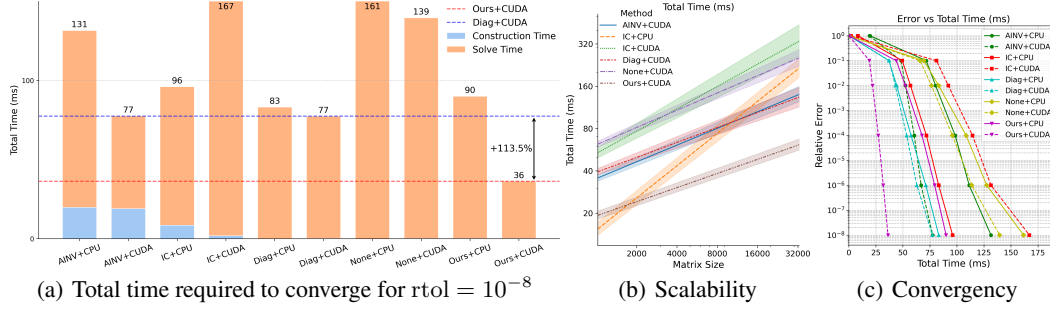 131
77
96
167
83
77
161
139
90
36
+113.5%
Ours+CUDA
Diag+CUDA
Construction Time
Solve Time
Total Time (ms)
100
0
AINV+CPU
AINV+CUDA
IC+CPU
IC+CUDA
Diag+CPU
Diag+CUDA
None+CPU
None+CUDA
Ours+CPU
Ours+CUDA
(a) Total time required to converge for rtol = 10⁻⁸
Total Time (ms)
Method
AINV+CUDA
IC+CPU
IC+CUDA
Diag+CUDA
None+CUDA
Ours+CUDA
Total Time (ms)
320
160
80
40
20
2000
4000
8000
16000
32000
Matrix Size
(b) Scalability
Error vs Total Time (ms)
Relative Error
10⁰
10⁻¹
10⁻²
10⁻³
10⁻⁴
10⁻⁵
10⁻⁶
10⁻⁷
10⁻⁸
AINV+CPU
AINV+CUDA
IC+CPU
IC+CUDA
Diag+CPU
Diag+CUDA
None+CPU
None+CUDA
Ours+CPU
Ours+CUDA
0
25
50
75
100
125
150
175
Total Time (ms)
(c) Convergency